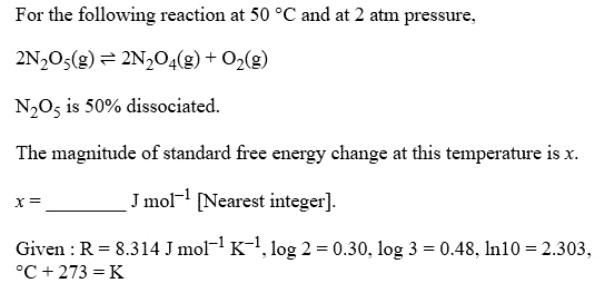 For the following reaction at 50 °C and at 2 atm pressure,
2N₂O₅(g) ⇌ 2N₂O₄(g) + O₂(g)
N₂O₅ is 50% dissociated.
The magnitude of standard free energy change at this temperature is x.
x = ________ J mol⁻¹ [Nearest integer].
Given : R = 8.314 J mol⁻¹ K⁻¹, log 2 = 0.30, log 3 = 0.48, ln10 = 2.303,
°C + 273 = K